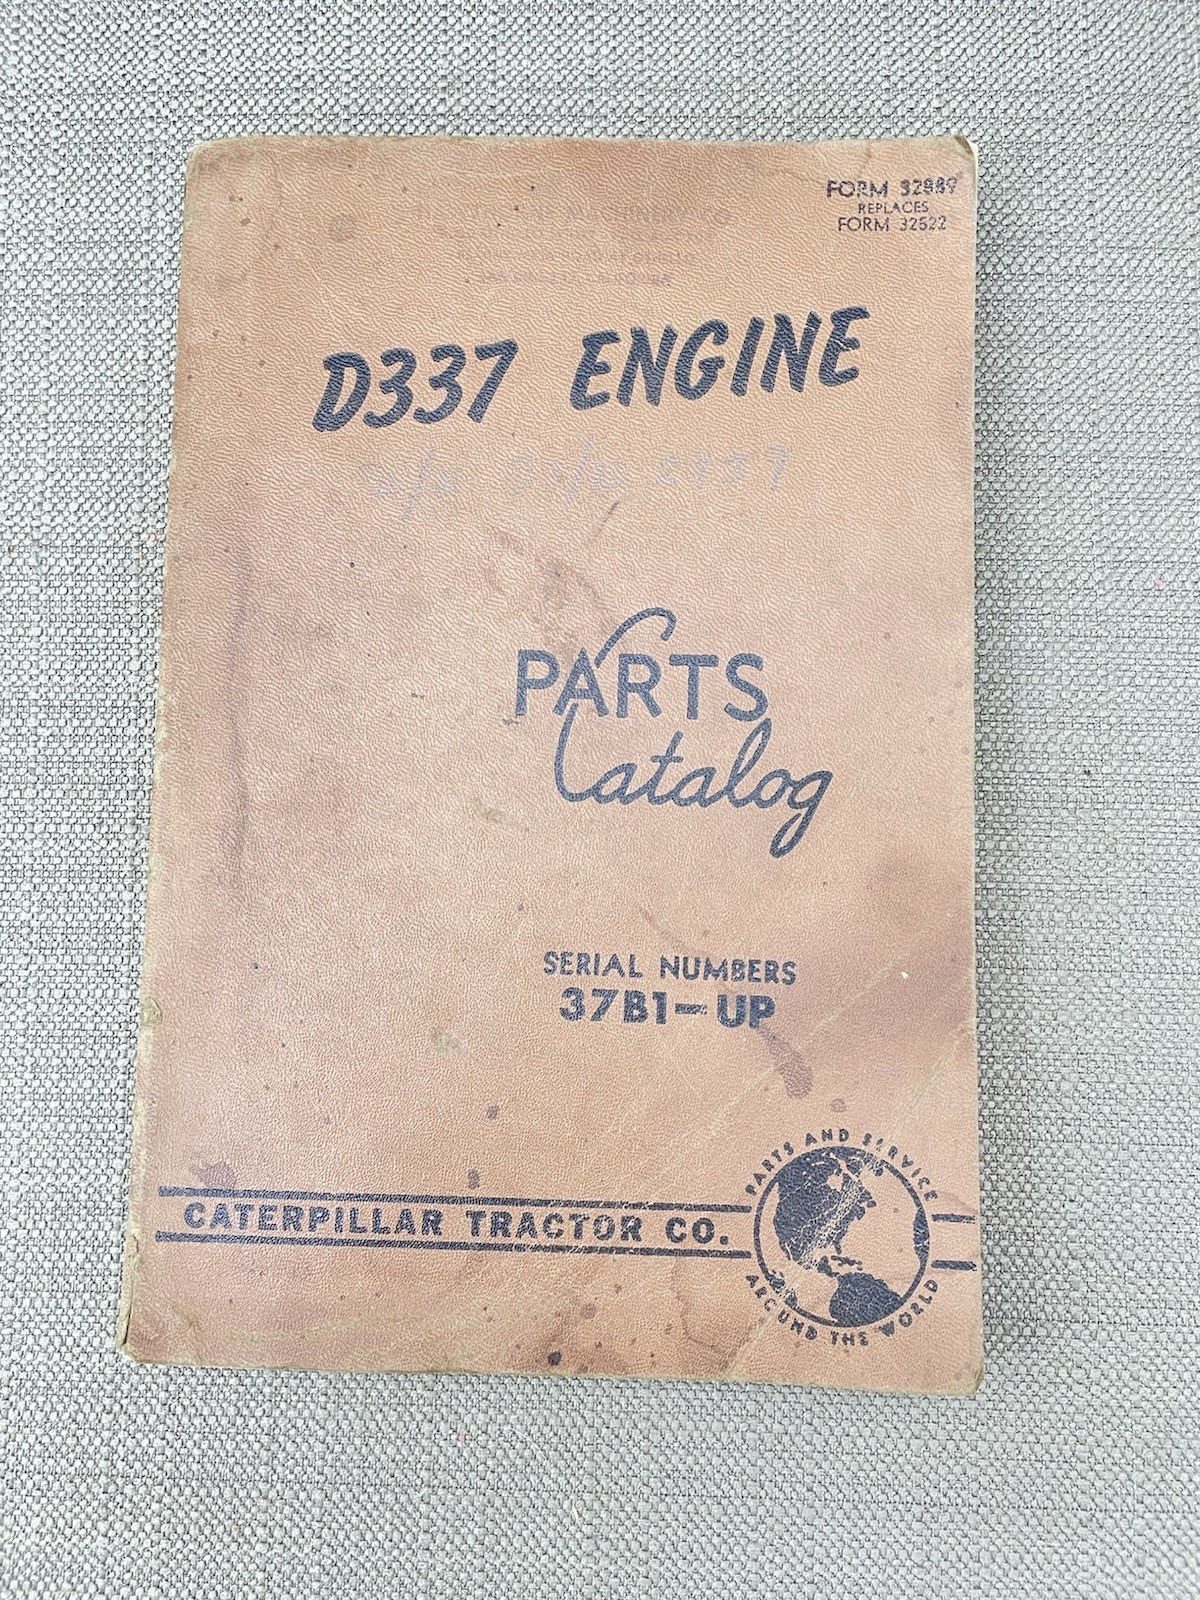 FORM 32989
REPLACES
FORM 32522
D337 ENGINE
PARTS
Catalog
SERIAL NUMBERS
37B1-UP
CATERPILLAR TRACTOR CO.
PARTS AND SERVICE
AROUND THE WORLD